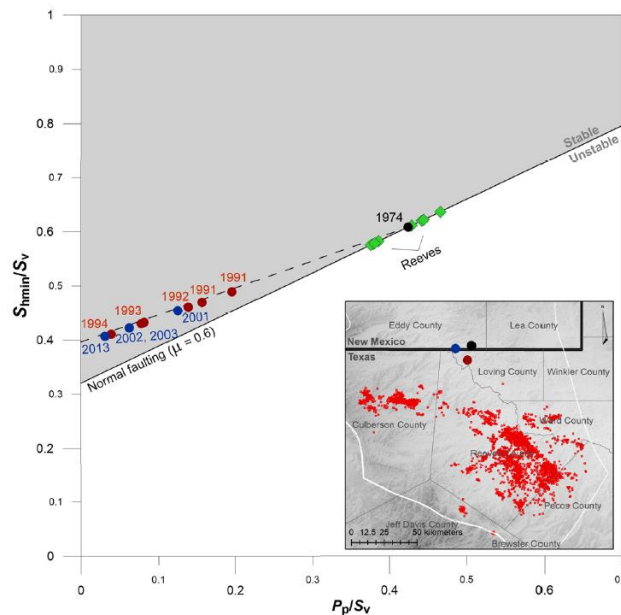 1
0.9
0.8
0.7
0.6
0.5
0.4
0.3
0.2
0.1
0
Shmin/Sv
Stable
Unstable
1974
Reeves
1991
1991
1992
1993
1994
2001
2002, 2003
2013
Normal faulting (μ = 0.6)
Eddy County
Lea County
New Mexico
Texas
Loving County
Winkler County
Culberson County
Ward County
Pecos County
Jeff Davis County
Brewster County
0 12.5 25 50 kilometers
0
0.1
0.2
0.3
0.4
0.5
0.6
Pp/Sv